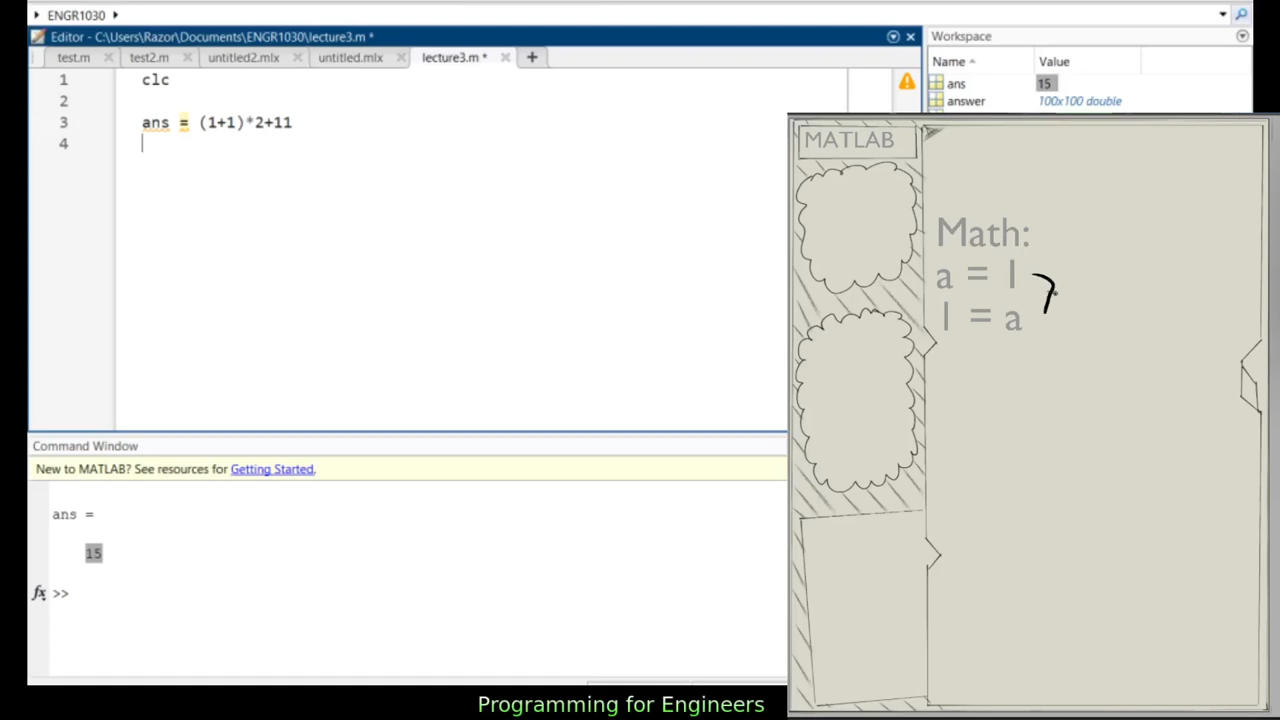 ENGR1030
Editor - C:\Users\Razor\Documents\ENGR1030\lecture3.m *
test.m
test2.m
untitled2.mlx
untitled.mlx
lecture3.m *
1 clc
2
3 ans = (1+1)*2+11
4
Workspace
Name Value
ans 15
answer 100x100 double
MATLAB
Math:
a = 1
1 = a
Command Window
New to MATLAB? See resources for Getting Started.
ans =
15
fx >>
Programming for Engineers